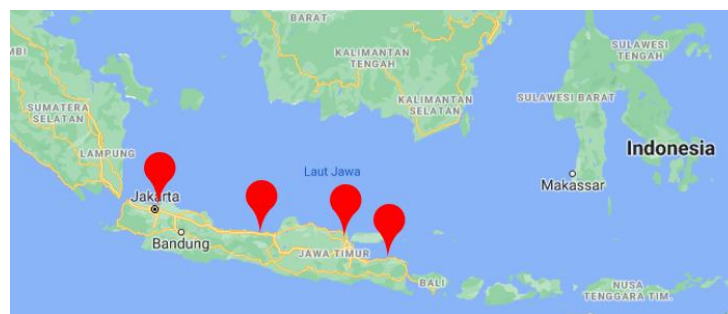 BARAT
KALIMANTAN
TENGAH
SULAWESI
TENGAH
MBI
SUMATERA
SELATAN
KALIMANTAN
SELATAN
SULAWESI BARAT
LAMPUNG
Indonesia
Laut Jawa
Makassar
Jakarta
Bandung
JAWA TIMUR
BALI
NUSA
TENGGARA TIM.